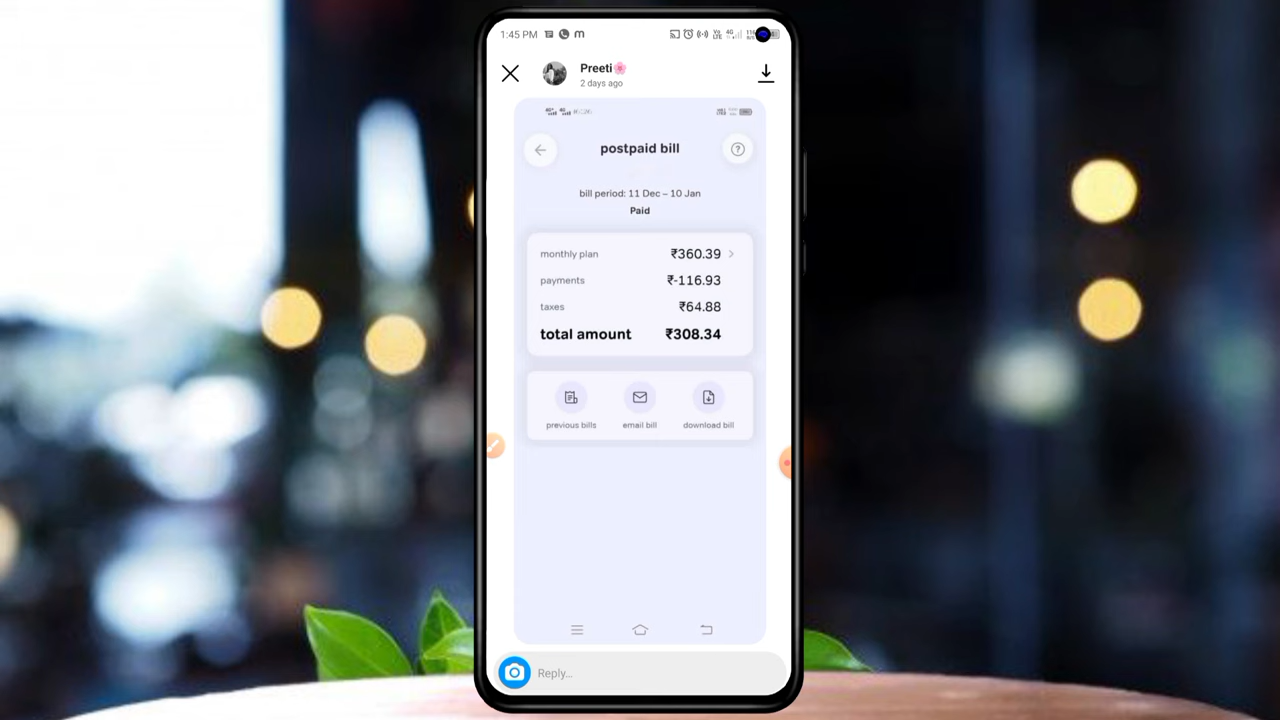 1:45 PM
Preeti🌸
2 days ago
postpaid bill
bill period: 11 Dec – 10 Jan
Paid
monthly plan ₹360.39
payments ₹-116.93
taxes ₹64.88
total amount ₹308.34
previous bills email bill download bill
Reply...